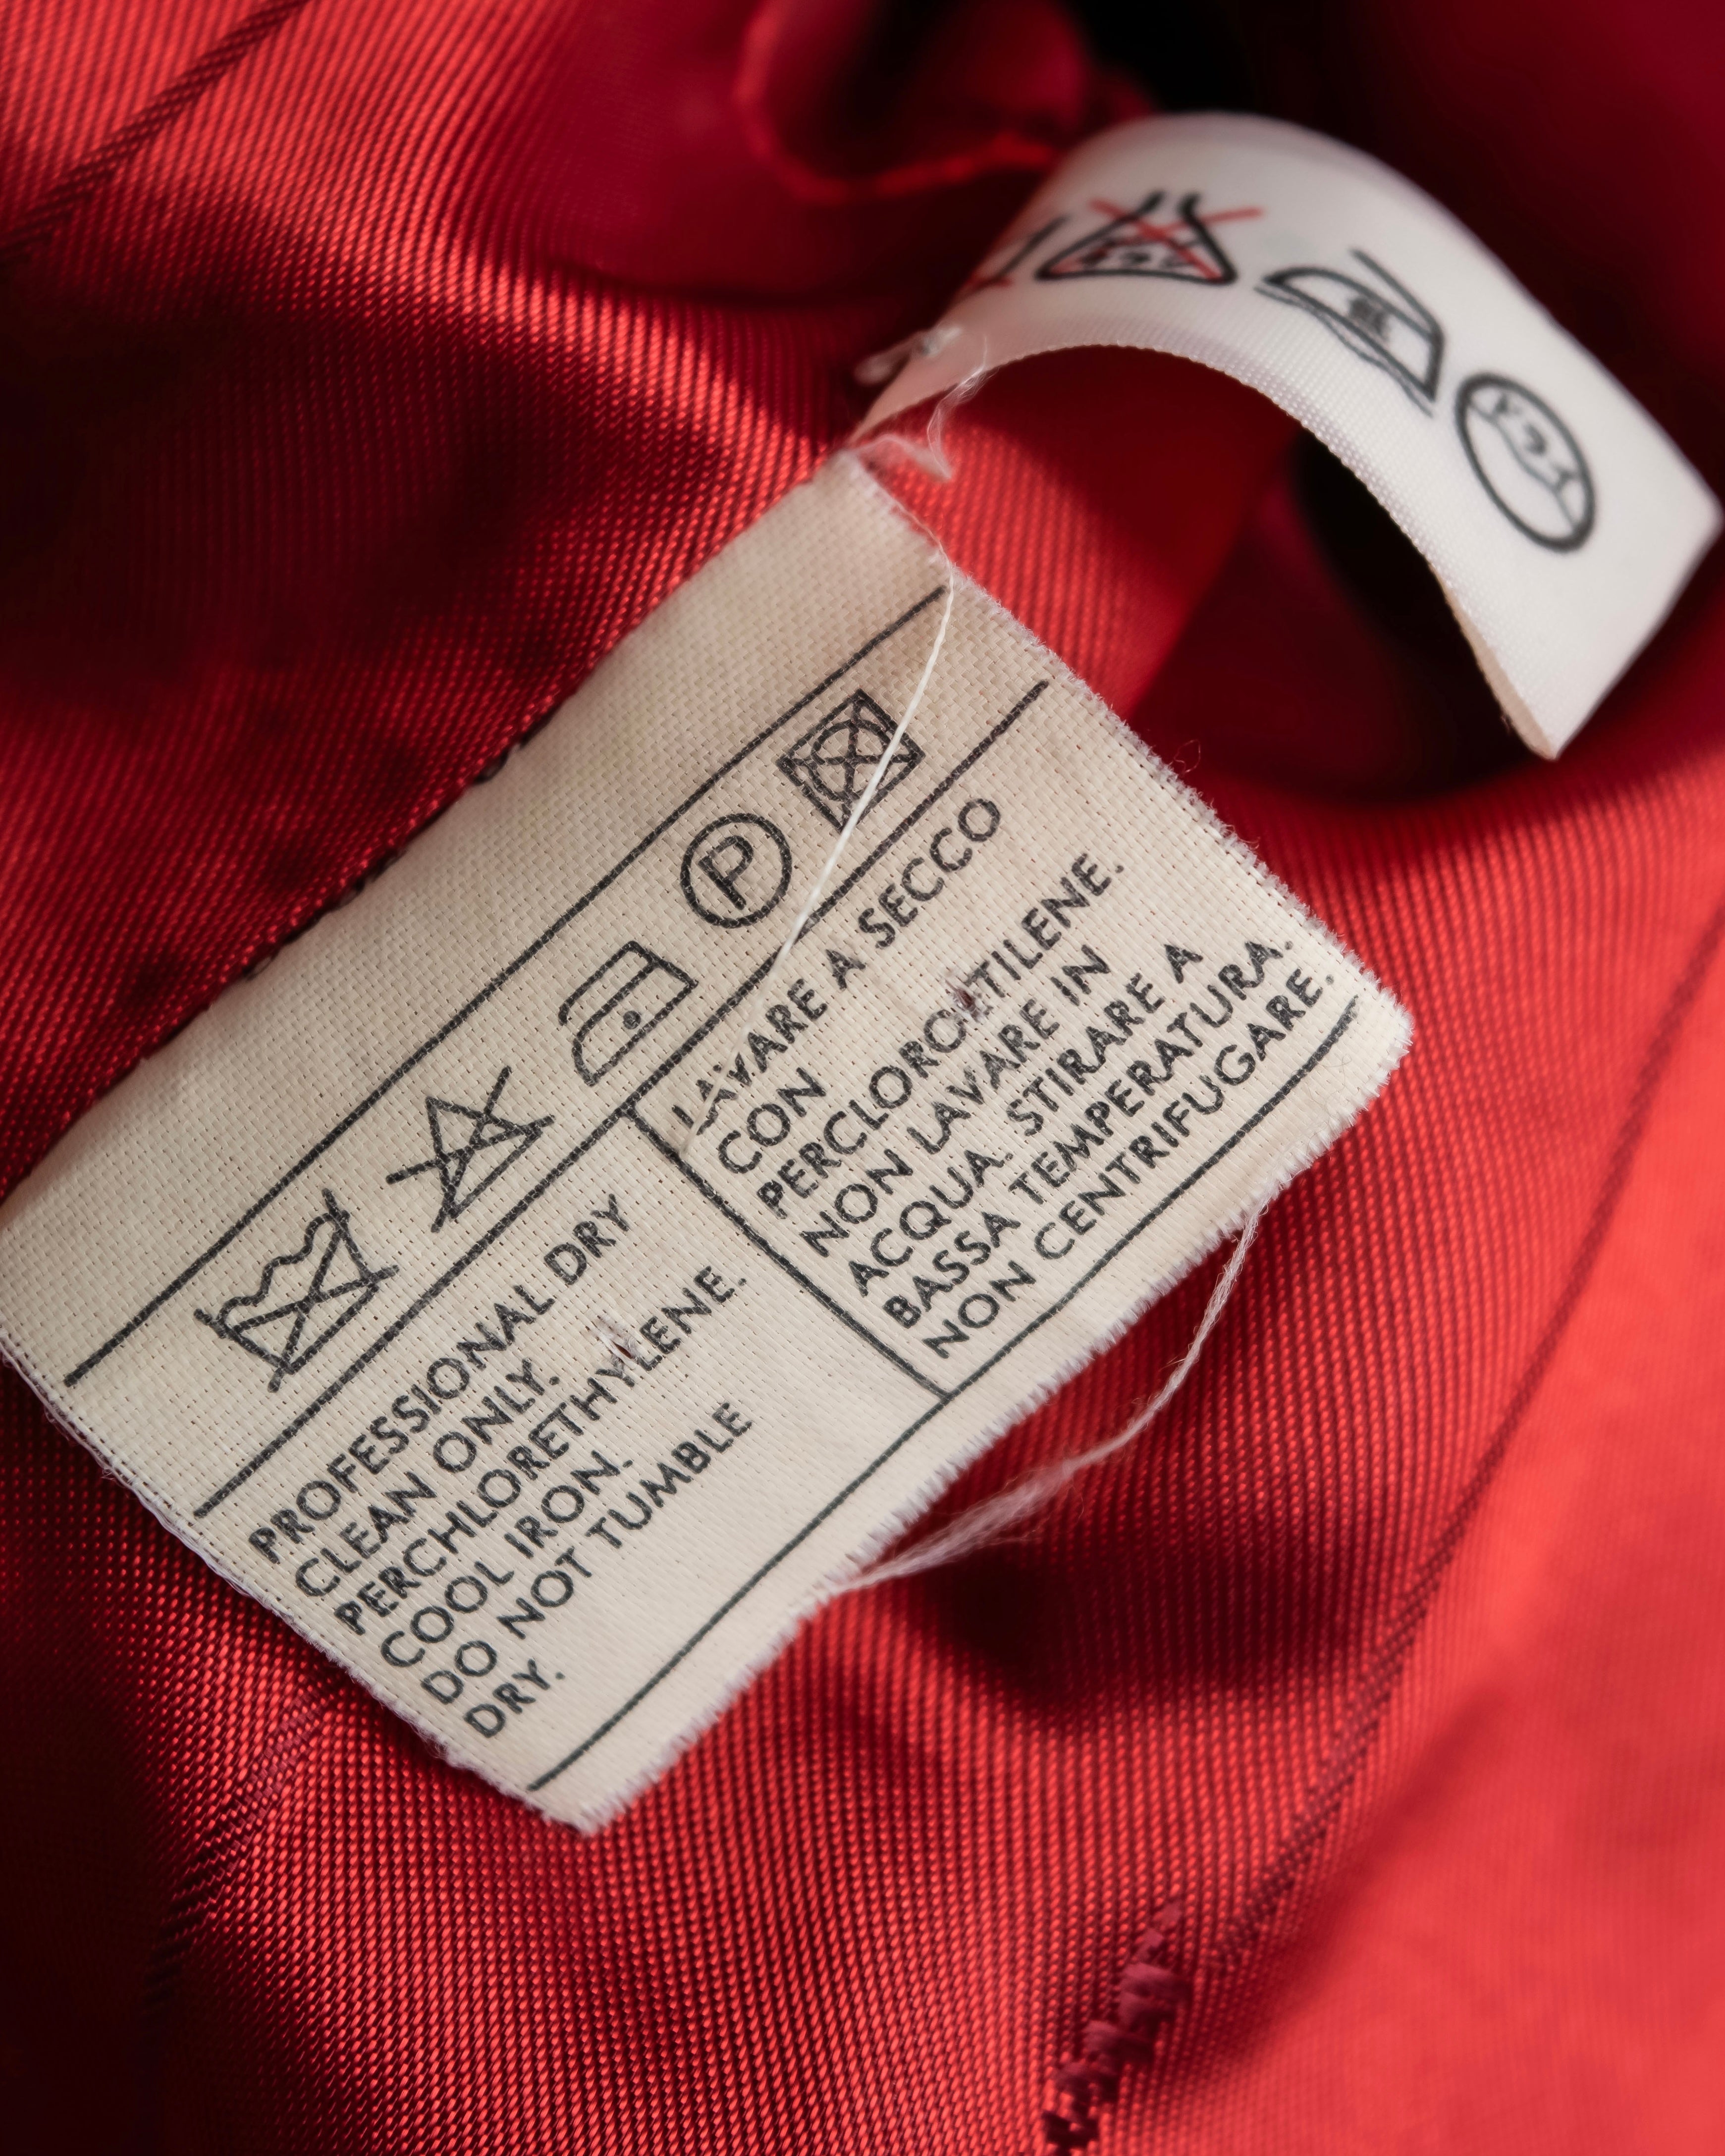 P
PROFESSIONAL DRY
CLEAN ONLY.
PERCHLORETHYLENE.
COOL IRON.
DO NOT TUMBLE
DRY.
LAVARE A SECCO
CON
PERCLOROETILENE.
NON LAVARE IN
ACQUA. STIRARE A
BASSA TEMPERATURA.
NON CENTRIFUGARE.